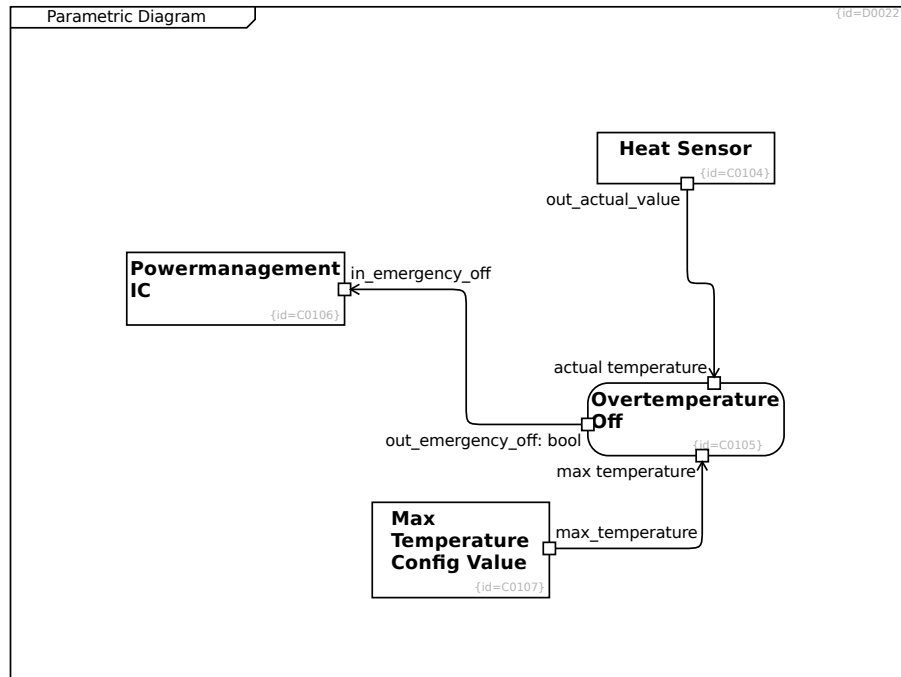 Parametric Diagram
{id=D0022
Heat Sensor
{id=C0104}
out_actual_value
Powermanagement
IC
{id=C0106}
in_emergency_off
actual temperature
Overtemperature
Off
{id=C0105}
out_emergency_off: bool
max temperature
Max
Temperature
Config Value
{id=C0107}
max_temperature